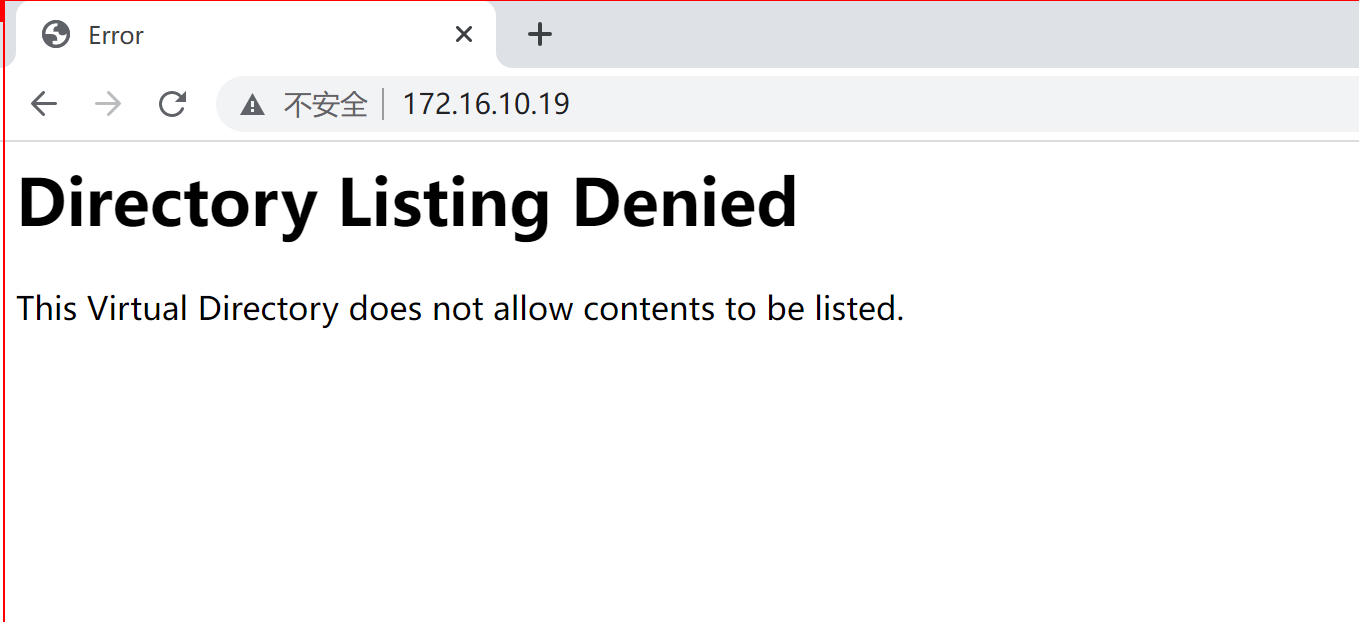 Error
不安全 172.16.10.19
Directory Listing Denied
This Virtual Directory does not allow contents to be listed.